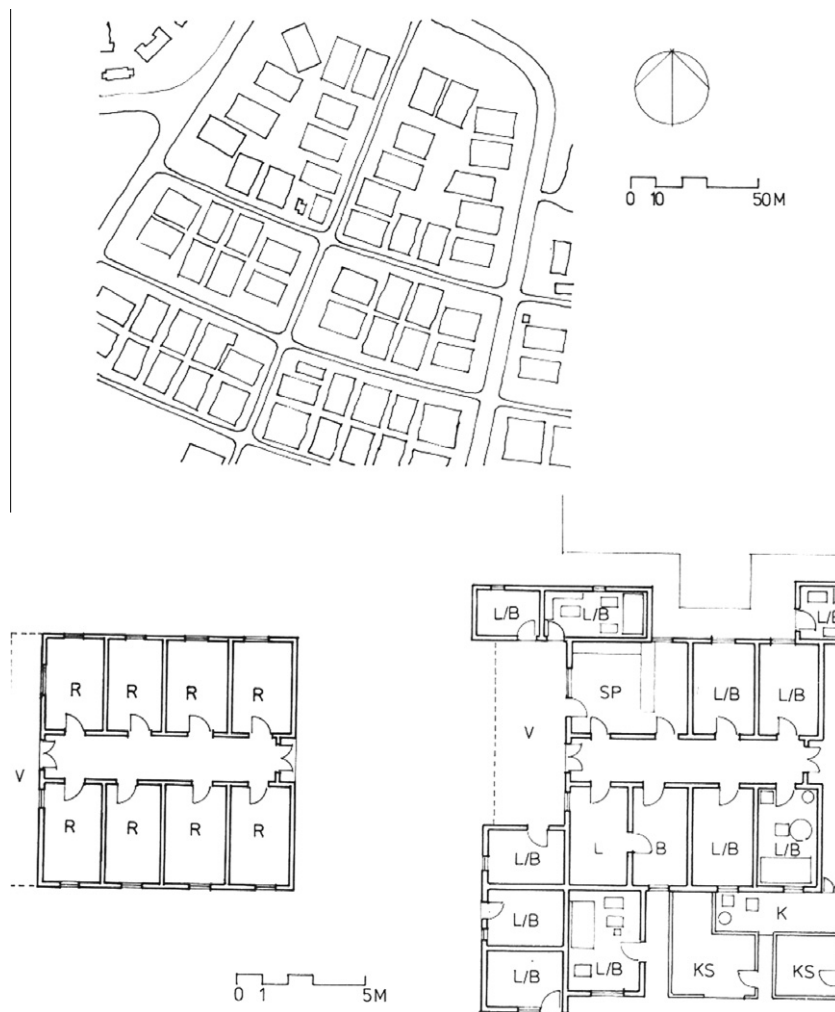 0 10 50M
L/B L/B L/B
R R R R
SP L/B L/B
V
V
R R R R
L B L/B L/B
L/B
L/B
K
L/B
L/B
KS KS
0 1 5M